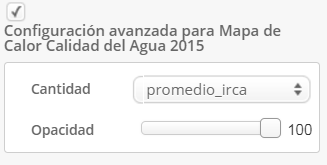 Configuración avanzada para Mapa de
Calor Calidad del Agua 2015
Cantidad promedio_irca
Opacidad 100